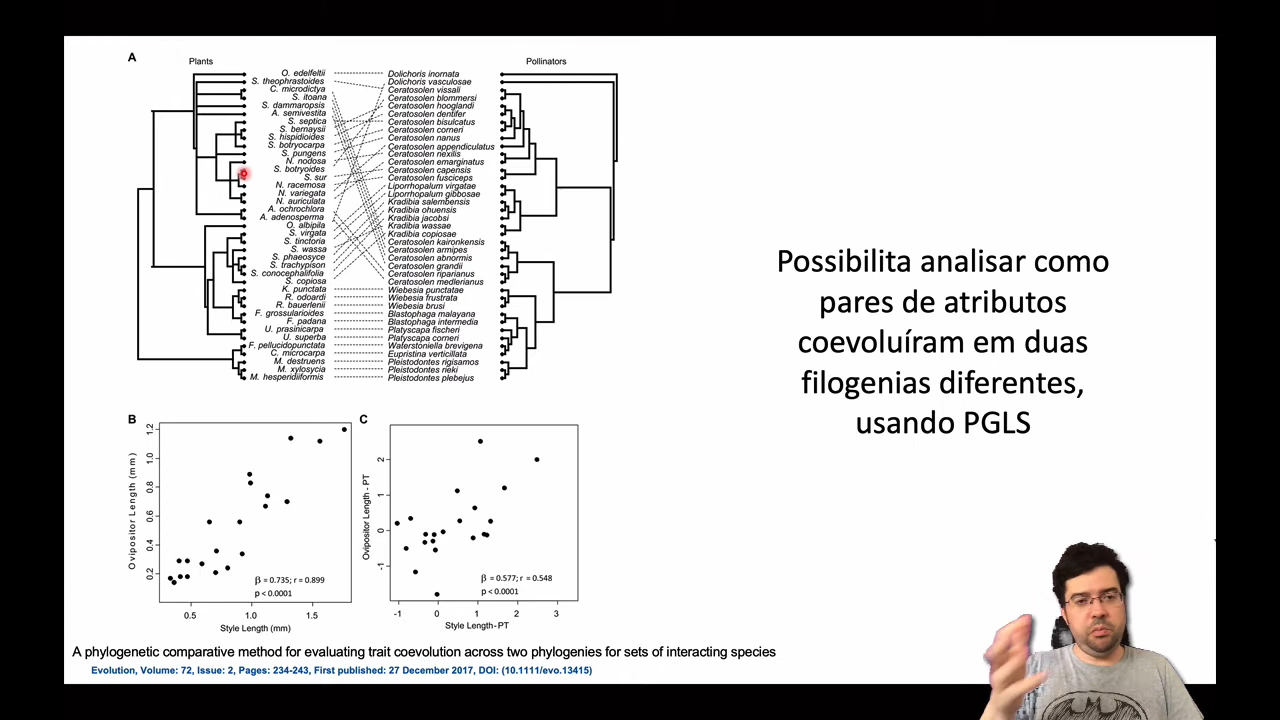 A
Plants
Pollinators
O. edelfeltii
S. theophrastoides
C. microdictya
S. itoana
S. dammaropsis
A. semivestita
S. septica
S. bernaysii
S. hispidioides
S. botryocarpa
S. pungens
N. nodosa
S. botryoides
S. sur
N. racemosa
N. variegata
N. auriculata
A. ochrochlora
A. adenosperma
O. albipila
S. virgata
S. tinctoria
S. wassa
S. phaeosyce
S. trachypison
S. conocephalifolia
S. copiosa
K. punctata
R. odoardi
R. bauerlenii
F. grossularioides
F. padana
U. prasinicarpa
U. superba
F. pellucidopunctata
C. microcarpa
M. destruens
M. xylosycia
M. hesperidiiformis
Dolichoris inornata
Dolichoris vasculosae
Ceratosolen vissali
Ceratosolen blommersi
Ceratosolen hooglandi
Ceratosolen dentifer
Ceratosolen bisulcatus
Ceratosolen corneri
Ceratosolen nanus
Ceratosolen appendiculatus
Ceratosolen nexilis
Ceratosolen emarginatus
Ceratosolen capensis
Ceratosolen fusciceps
Liporrhopalum virgatae
Liporrhopalum gibbosae
Kradibia salembensis
Kradibia ohuensis
Kradibia jacobsi
Kradibia wassae
Kradibia copiosae
Ceratosolen kaironkensis
Ceratosolen armipes
Ceratosolen abnormis
Ceratosolen grandii
Ceratosolen riparianus
Ceratosolen medlerianus
Wiebesia punctatae
Wiebesia frustrata
Wiebesia brusi
Blastophaga malayana
Blastophaga intermedia
Platyscapa fischeri
Platyscapa corneri
Waterstoniella brevigena
Eupristina verticillata
Pleistodontes rigisamos
Pleistodontes rieki
Pleistodontes plebejus
Possibilita analisar como
pares de atributos
coevoluíram em duas
filogenias diferentes,
usando PGLS
B
Ovipositor Length (mm)
1.2
1.0
0.8
0.6
0.4
0.2
β = 0.735; r = 0.899
p < 0.0001
0.5
1.0
1.5
Style Length (mm)
C
Ovipositor Length - PT
2
1
0
-1
β = 0.577; r = 0.548
p < 0.0001
-1
0
1
2
3
Style Length-PT
A phylogenetic comparative method for evaluating trait coevolution across two phylogenies for sets of interacting species
Evolution, Volume: 72, Issue: 2, Pages: 234-243, First published: 27 December 2017, DOI: (10.1111/evo.13415)